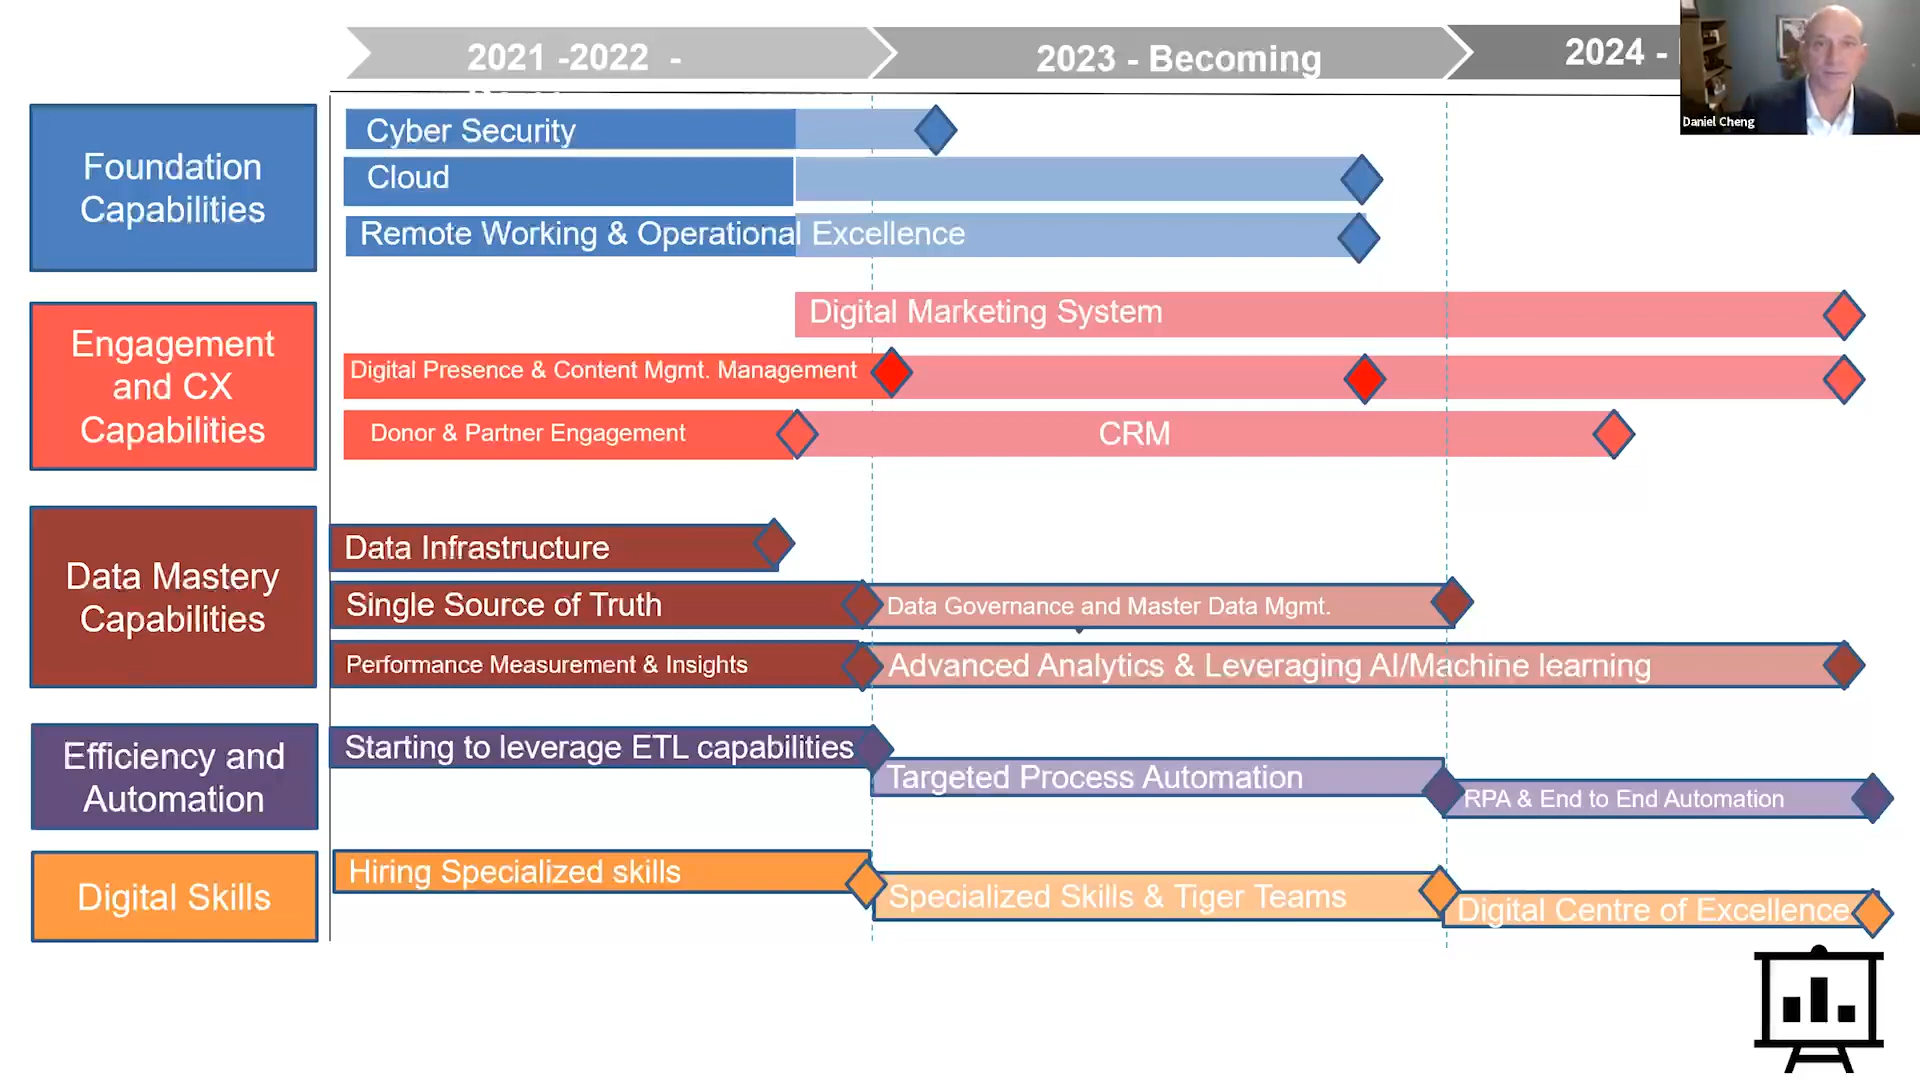 2021 -2022 -
2023 - Becoming
2024 -
Daniel Cheng
Foundation
Capabilities
Cyber Security
Cloud
Remote Working & Operational Excellence
Engagement
and CX
Capabilities
Digital Marketing System
Digital Presence & Content Mgmt. Management
Donor & Partner Engagement
CRM
Data Mastery
Capabilities
Data Infrastructure
Single Source of Truth
Data Governance and Master Data Mgmt.
Performance Measurement & Insights
Advanced Analytics & Leveraging AI/Machine learning
Efficiency and
Automation
Starting to leverage ETL capabilities
Targeted Process Automation
RPA & End to End Automation
Digital Skills
Hiring Specialized skills
Specialized Skills & Tiger Teams
Digital Centre of Excellence